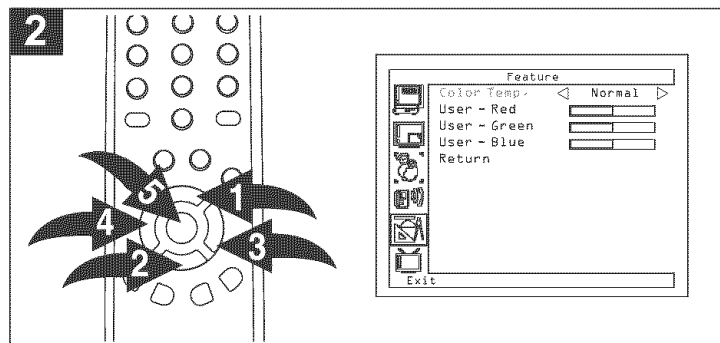 2
5
1
4
3
2
Feature
Color Temp. Normal
User - Red
User - Green
User - Blue
Return
Exit